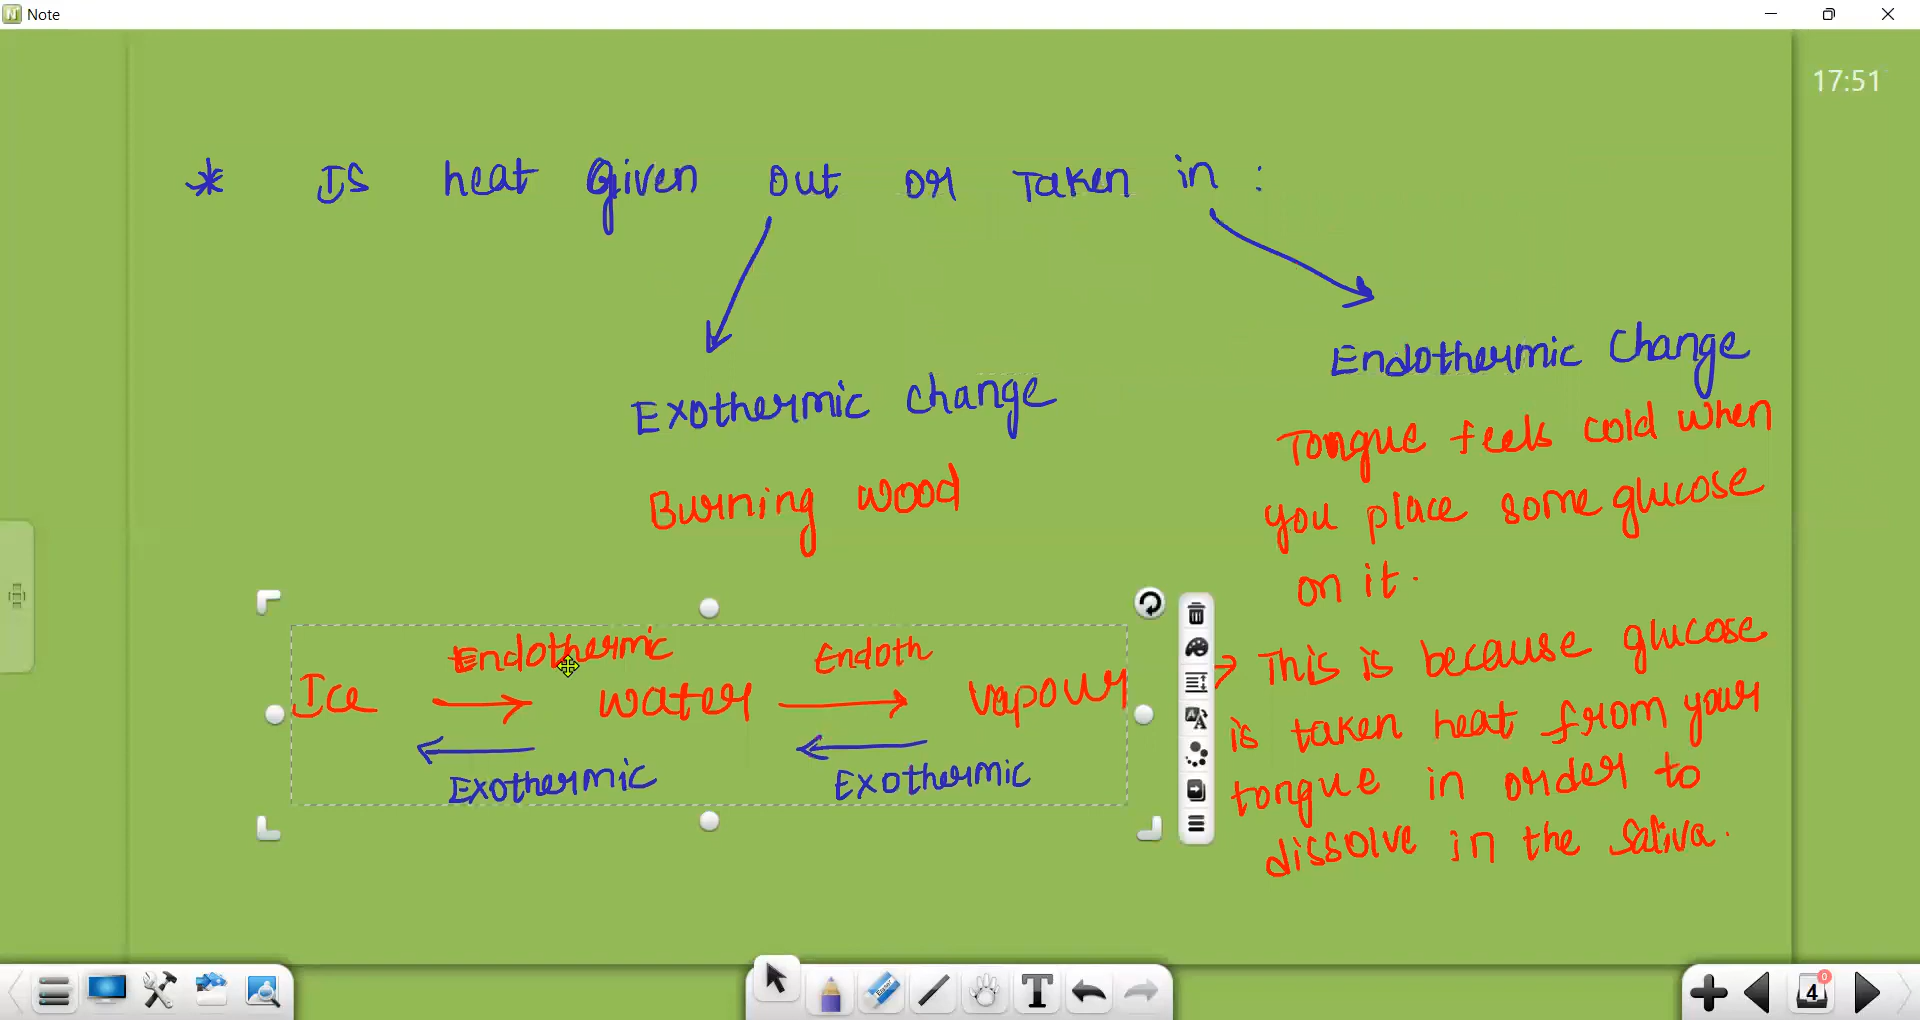 Note
17:51
* Is heat Given out or Taken in :
Exothermic change
Burning wood
Endothermic Change
Tongue feels cold when
you place some glucose
on it.
→ This is because glucose
is taken heat from your
tongue in order to
dissolve in the Saliva.
Endothermic Endoth
Ice → water → vapour
← ←
Exothermic Exothermic
Eraser
T
4
0